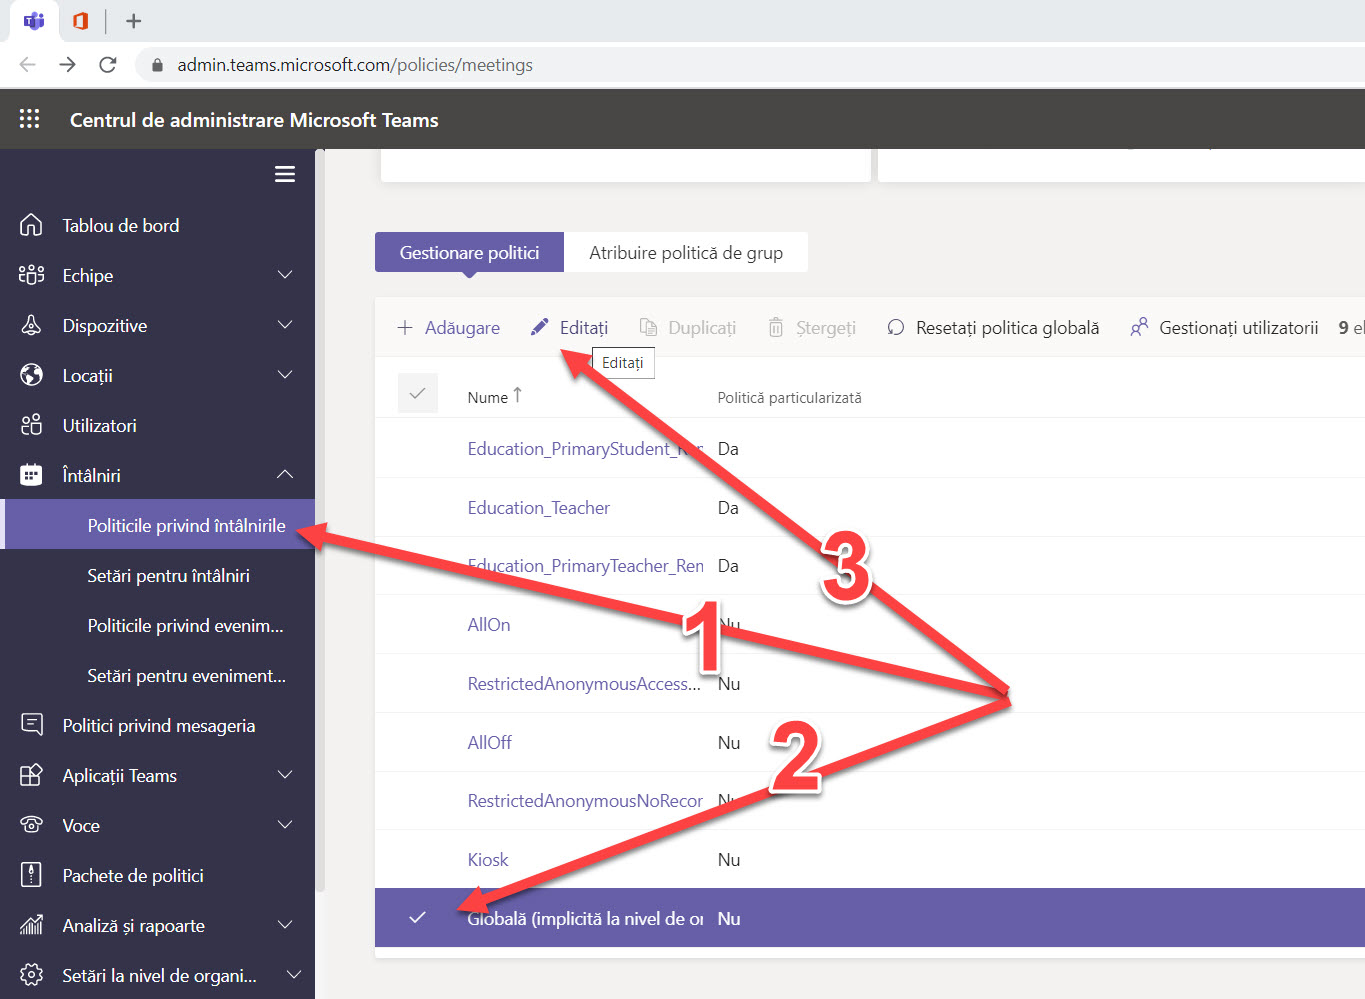 admin.teams.microsoft.com/policies/meetings
Centrul de administrare Microsoft Teams
Tablou de bord
Echipe
Dispozitive
Locații
Utilizatori
Întâlniri
Politicile privind întâlnirile
Setări pentru întâlniri
Politicile privind evenim...
Setări pentru eveniment...
Politici privind mesageria
Aplicații Teams
Voce
Pachete de politici
Analiză și rapoarte
Setări la nivel de organi...
Gestionare politici
Atribuire politică de grup
+ Adăugare
Editați
Duplicați
Ștergeți
Resetați politica globală
Gestionați utilizatorii
9 el
Editați
Nume ↑
Politică particularizată
Education_PrimaryStudent_Rer Da
Education_Teacher Da
Education_PrimaryTeacher_Ren Da
AllOn Nu
RestrictedAnonymousAccess... Nu
AllOff Nu
RestrictedAnonymousNoRecor Nu
Kiosk Nu
Globală (implicită la nivel de or Nu
3
1
2